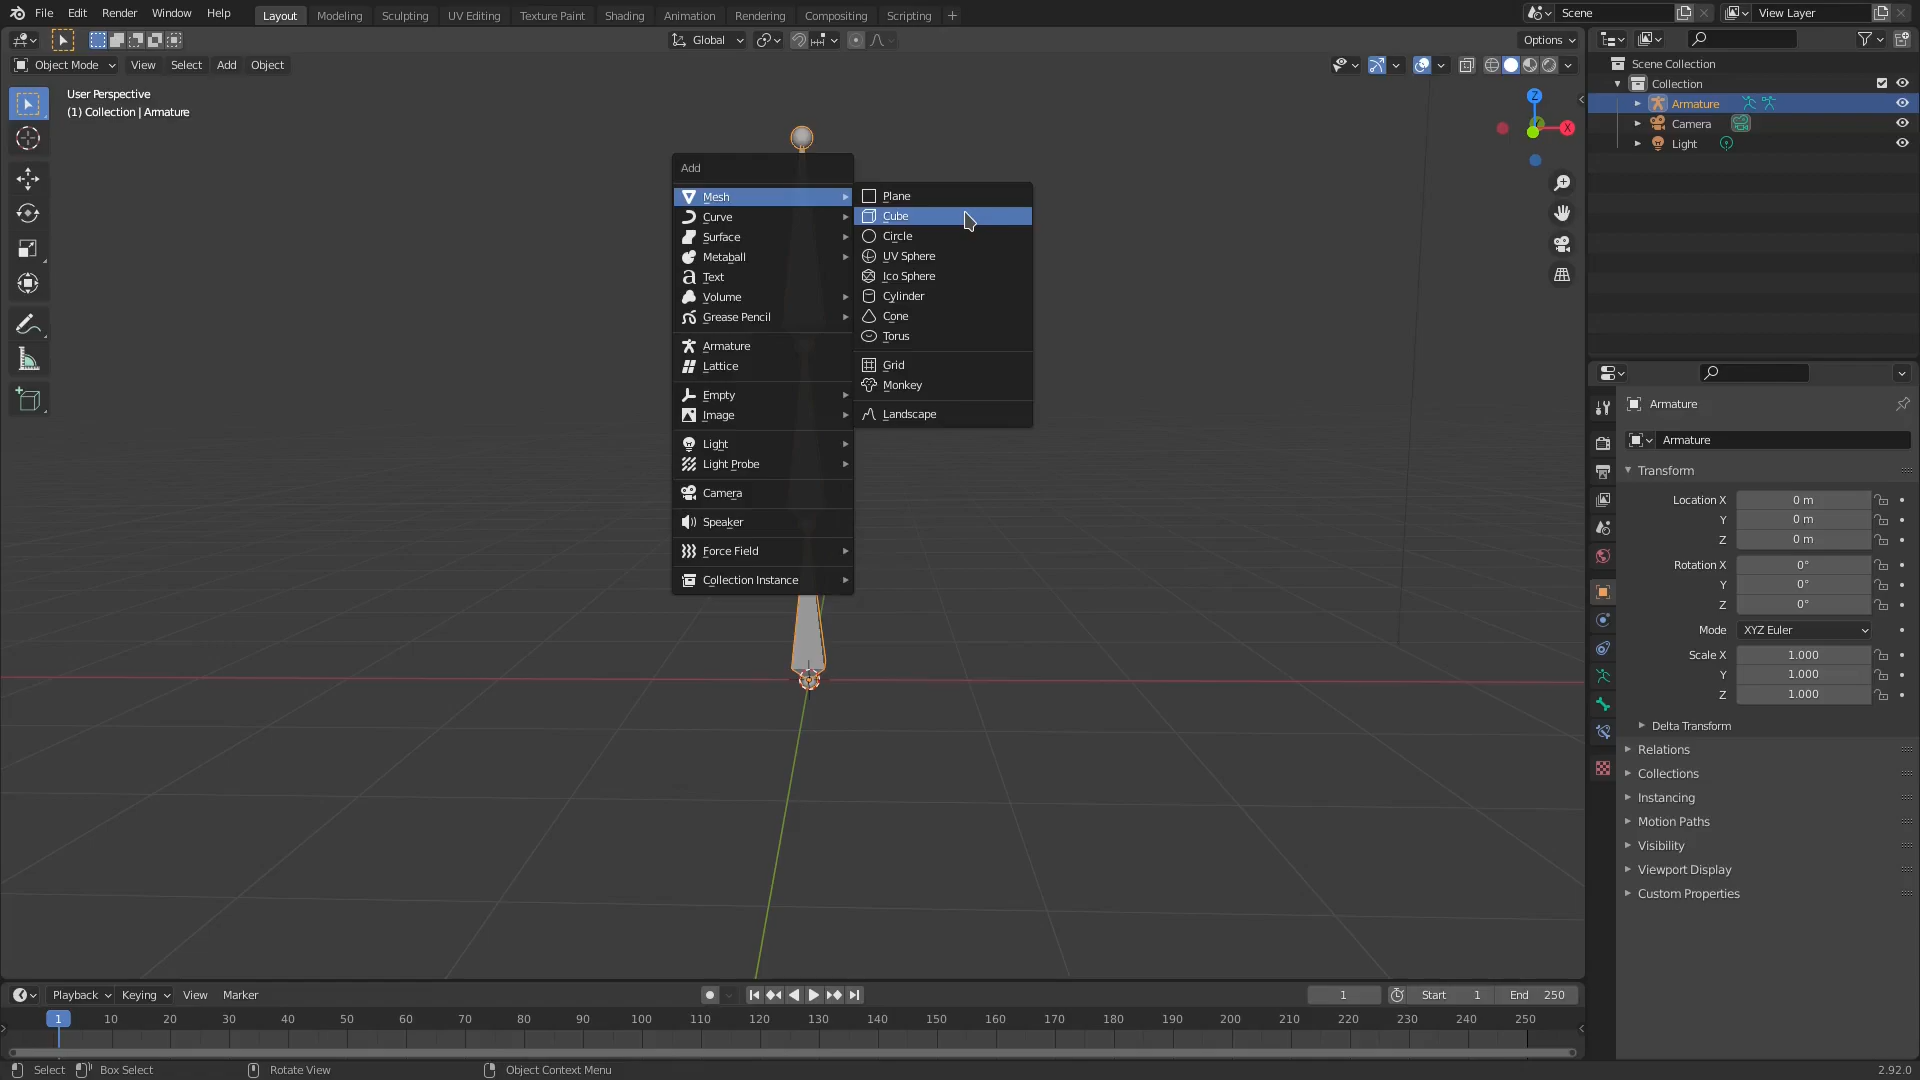 File Edit Render Window Help Layout Modeling Sculpting UV Editing Texture Paint Shading Animation Rendering Compositing Scripting + Scene View Layer
Global Options
Object Mode View Select Add Object
User Perspective
(1) Collection | Armature
Z
X
Add
Mesh
Curve
Surface
Metaball
Text
Volume
Grease Pencil
Armature
Lattice
Empty
Image
Light
Light Probe
Camera
Speaker
Force Field
Collection Instance
Plane
Cube
Circle
UV Sphere
Ico Sphere
Cylinder
Cone
Torus
Grid
Monkey
Landscape
Scene Collection
Collection
Armature
Camera
Light
Armature
Armature
Transform
Location X 0 m
Y 0 m
Z 0 m
Rotation X 0°
Y 0°
Z 0°
Mode XYZ Euler
Scale X 1.000
Y 1.000
Z 1.000
Delta Transform
Relations
Collections
Instancing
Motion Paths
Visibility
Viewport Display
Custom Properties
Playback Keying View Marker 1 Start 1 End 250
1 10 20 30 40 50 60 70 80 90 100 110 120 130 140 150 160 170 180 190 200 210 220 230 240 250
Select Box Select Rotate View Object Context Menu 2.92.0